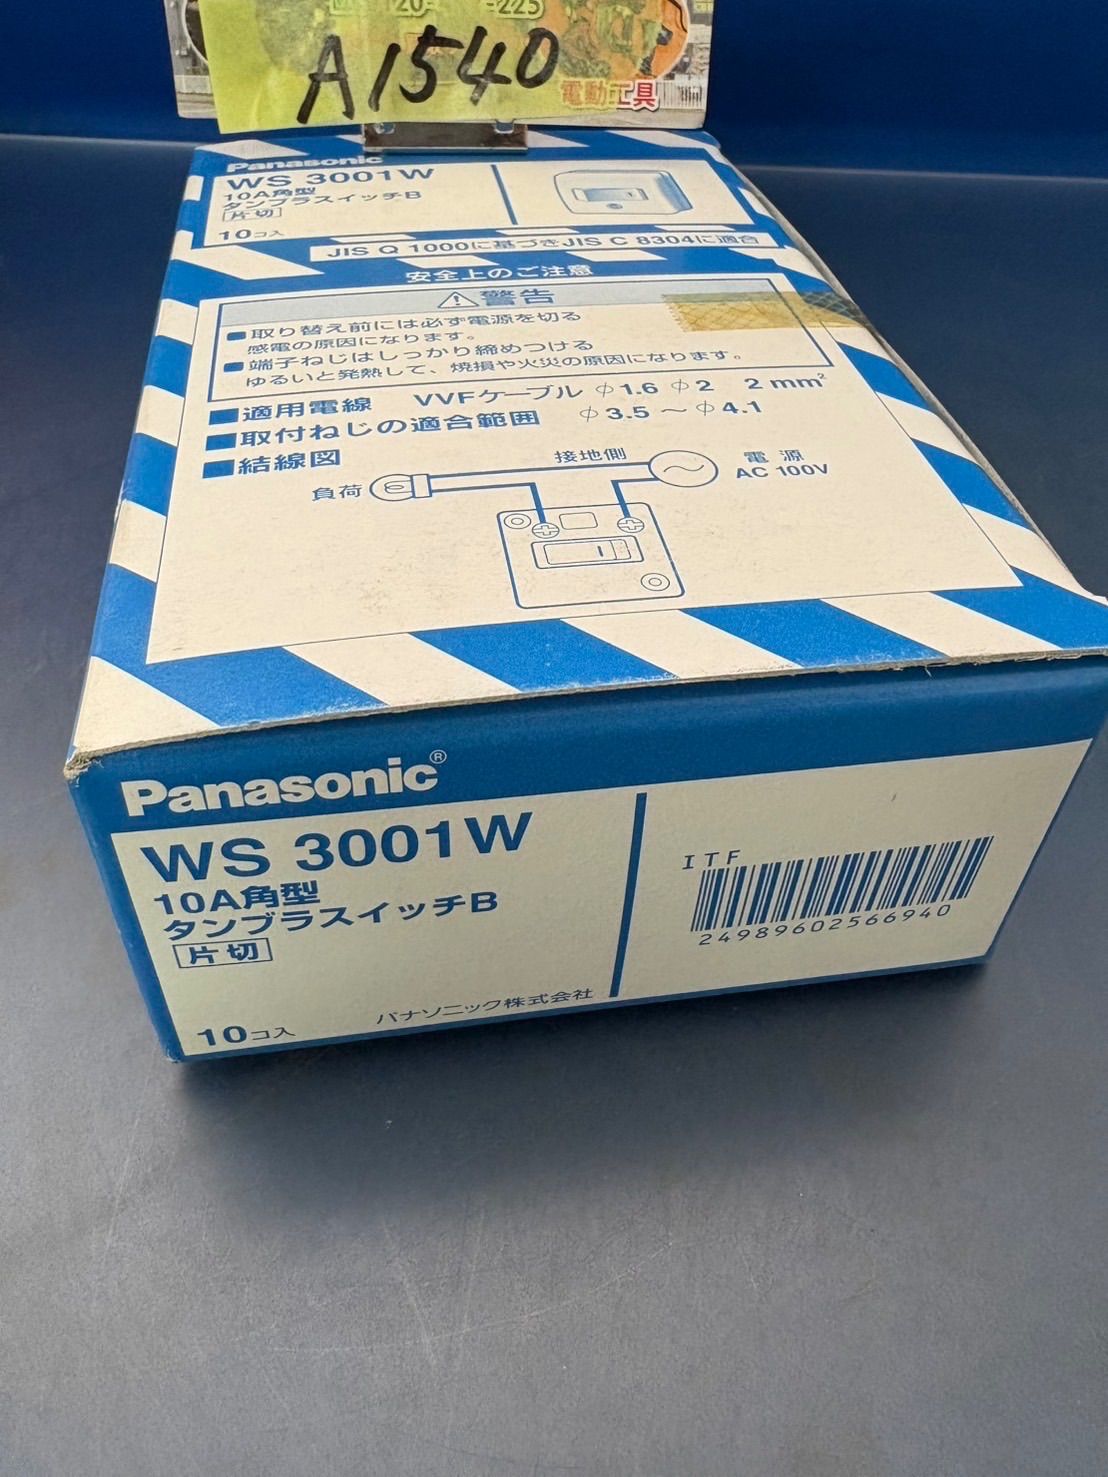 -225
A1540
電動工具
Panasonic
WS 3001W
10A角型
タンブラスイッチB
片切
10コ入
JIS Q 1000に基づきJIS C 8304に適合
安全上のご注意
警告
■取り替え前には必ず電源を切る
感電の原因になります。
■端子ねじはしっかり締めつける
ゆるいと発熱して、焼損や火災の原因になります。
■適用電線 VVFケーブル φ1.6 φ2 2mm²
■取付ねじの適合範囲 φ3.5～φ4.1
■結線図
接地側
電源
AC 100V
負荷
Panasonic®
WS 3001W
10A角型
タンブラスイッチB
片切
10コ入
パナソニック株式会社
ITF
24989602566940